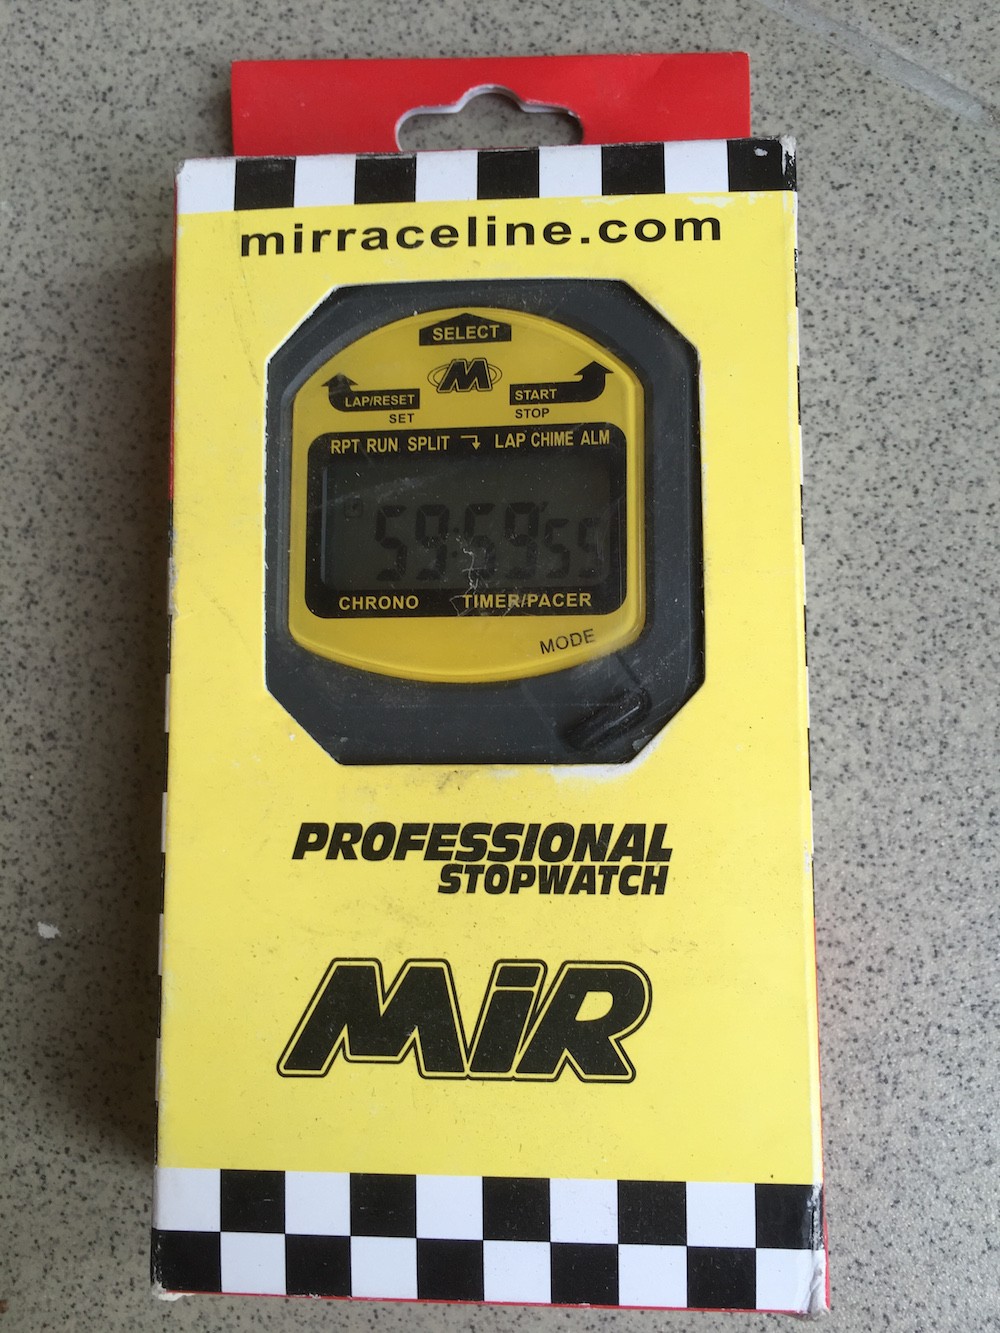 mirraceline.com
SELECT
M
LAP/RESET
START
SET
STOP
RPT RUN SPLIT LAP CHIME ALM
59:59'55
CHRONO TIMER/PACER
MODE
PROFESSIONAL
STOPWATCH
MiR